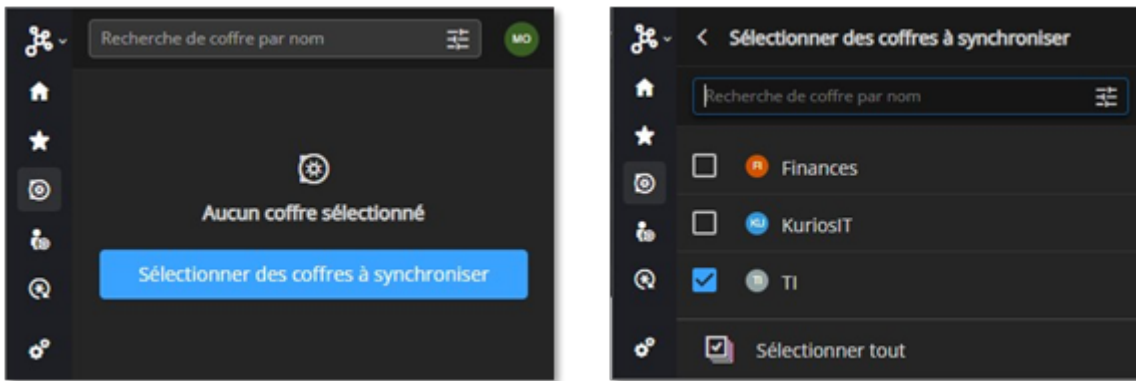 Recherche de coffre par nom
MO
Aucun coffre sélectionné
Sélectionner des coffres à synchroniser
Sélectionner des coffres à synchroniser
Recherche de coffre par nom
FI Finances
KU KuriosIT
TI TI
Sélectionner tout